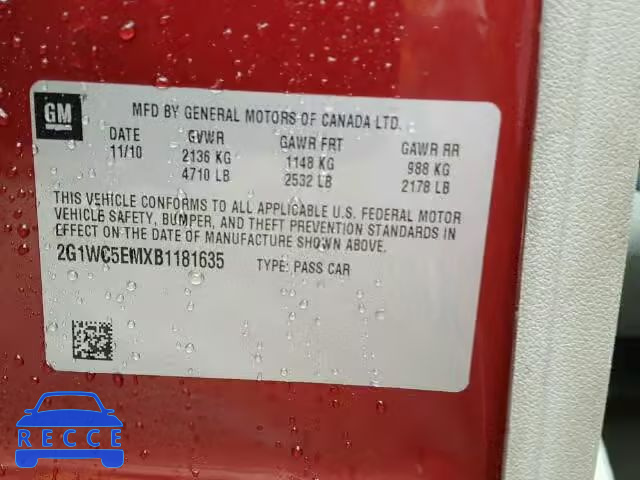 GM
MFD BY GENERAL MOTORS OF CANADA LTD.
DATE GVWR GAWR FRT GAWR RR
11/10 2136 KG 1148 KG 988 KG
4710 LB 2532 LB 2178 LB
THIS VEHICLE CONFORMS TO ALL APPLICABLE U.S. FEDERAL MOTOR
VEHICLE SAFETY, BUMPER, AND THEFT PREVENTION STANDARDS IN
EFFECT ON THE DATE OF MANUFACTURE SHOWN ABOVE.
2G1WC5EMXB1181635 TYPE: PASS CAR
RECCE